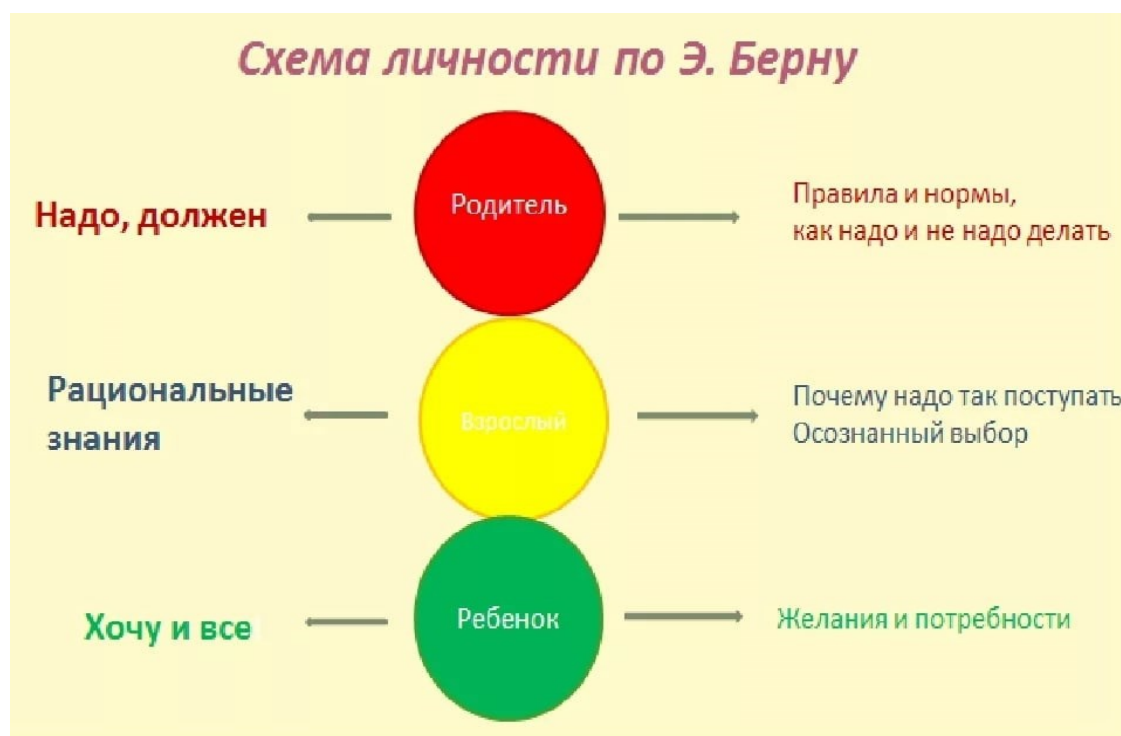 Схема личности по Э. Берну
Надо, должен
Родитель
Правила и нормы,
как надо и не надо делать
Рациональные
знания
Взрослый
Почему надо так поступать
Осознанный выбор
Хочу и все
Ребенок
Желания и потребности